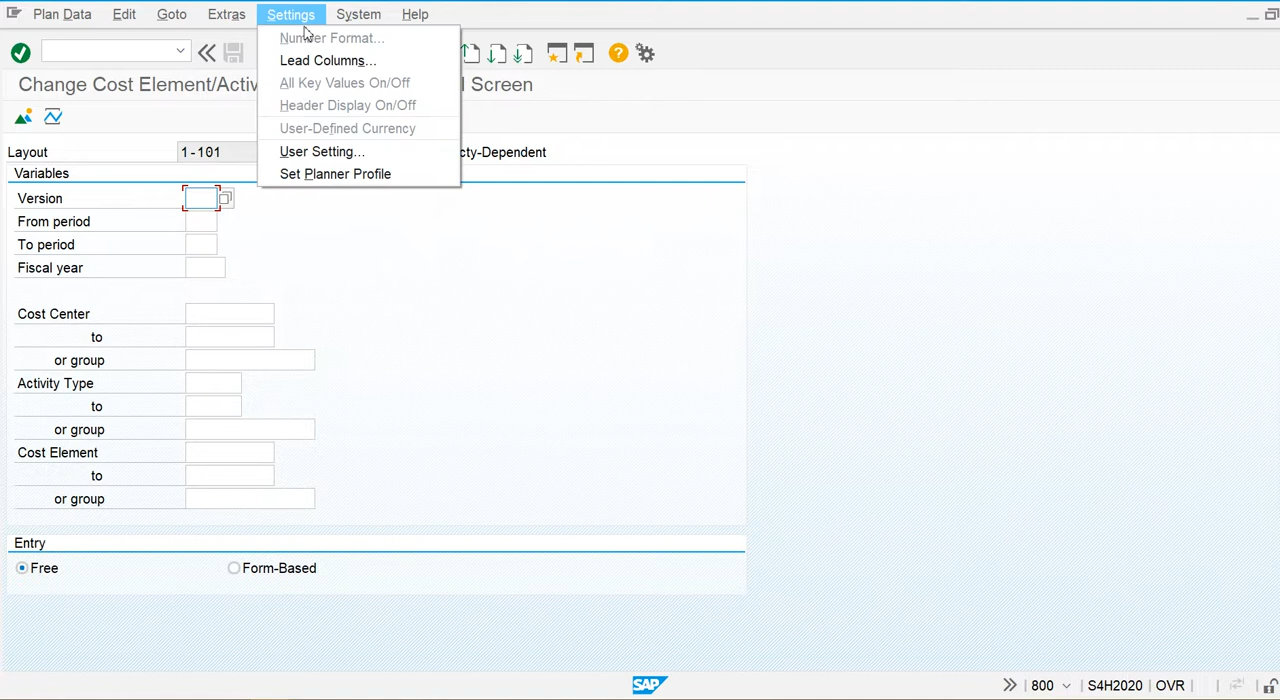 Plan Data Edit Goto Extras Settings System Help
Number Format...
Lead Columns...
All Key Values On/Off
Header Display On/Off
User-Defined Currency
User Setting...
Set Planner Profile
Change Cost Element/Activ Screen
Layout 1-101 cty-Dependent
Variables
Version
From period
To period
Fiscal year
Cost Center
to
or group
Activity Type
to
or group
Cost Element
to
or group
Entry
Free Form-Based
SAP 800 S4H2020 OVR